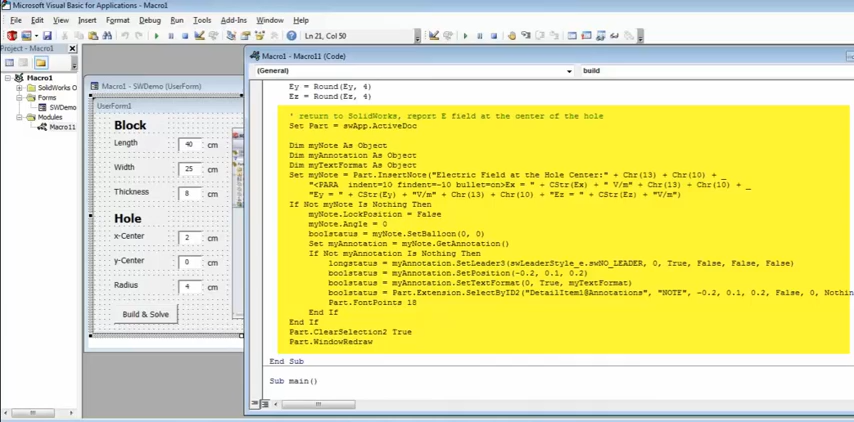 Microsoft Visual Basic for Applications - Macro1
File Edit View Insert Format Debug Run Tools Add-Ins Window Help
Ln 21, Col 50
Project - Macro1
Macro1
SolidWorks O
Forms
SWDemo
Modules
Macro11
Macro1 - SWDemo (UserForm)
UserForm1
Block
Length 40 cm
Width 25 cm
Thickness 8 cm
Hole
x-Center 2 cm
y-Center 0 cm
Radius 4 cm
Build & Solve
Macro1 - Macro11 (Code)
(General) build
Ey = Round(Ey, 4)
Ez = Round(Ez, 4)
' return to SolidWorks, report E field at the center of the hole
Set Part = swApp.ActiveDoc
Dim myNote As Object
Dim myAnnotation As Object
Dim myTextFormat As Object
Set myNote = Part.InsertNote("Electric Field at the Hole Center:" + Chr(13) + Chr(10) + _
"<PARA indent=10 findent=-10 bullet=on>Ex = " + CStr(Ex) + " V/m" + Chr(13) + Chr(10) + _
"Ey = " + CStr(Ey) + "V/m" + Chr(13) + Chr(10) + "Ez = " + CStr(Ez) + "V/m")
If Not myNote Is Nothing Then
myNote.LockPosition = False
myNote.Angle = 0
boolstatus = myNote.SetBalloon(0, 0)
Set myAnnotation = myNote.GetAnnotation()
If Not myAnnotation Is Nothing Then
longstatus = myAnnotation.SetLeader3(swLeaderStyle_e.swNO_LEADER, 0, True, False, False, False)
boolstatus = myAnnotation.SetPosition(-0.2, 0.1, 0.2)
boolstatus = myAnnotation.SetTextFormat(0, True, myTextFormat)
boolstatus = Part.Extension.SelectByID2("DetailItem1@Annotations", "NOTE", -0.2, 0.1, 0.2, False, 0, Nothin
Part.FontPoints 18
End If
End If
Part.ClearSelection2 True
Part.WindowRedraw
End Sub
Sub main()